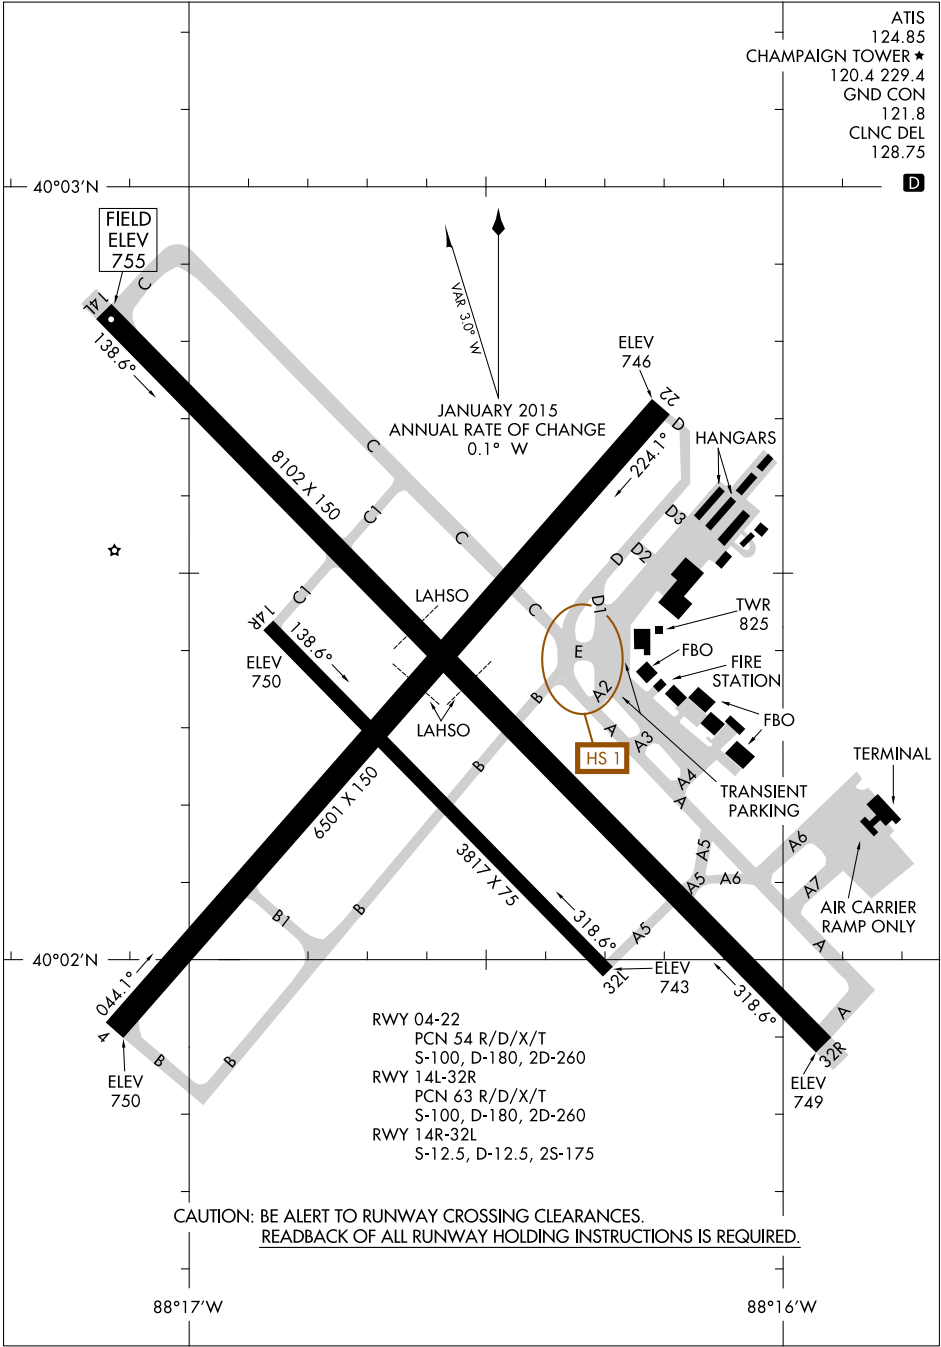 ATIS
124.85
CHAMPAIGN TOWER ★
120.4 229.4
GND CON
121.8
CLNC DEL
128.75
D
40°03'N
FIELD
ELEV
755
C
14L
138.6°
VAR 3.0° W
JANUARY 2015
ANNUAL RATE OF CHANGE
0.1° W
ELEV
746
22
D
224.1°
HANGARS
C
8102 X 150
C1
C
D3
D2
D
D1
C1
C
LAHSO
14R
138.6°
ELEV
750
TWR
825
E
FBO
FIRE
STATION
A2
B
FBO
LAHSO
A
A3
HS 1
B
A4
A
TRANSIENT
PARKING
TERMINAL
6501 X 150
3817 X 75
A5
A6
A5
A6
A7
AIR CARRIER
RAMP ONLY
B1
B
318.6°
A5
A
40°02'N
044.1°
32L
ELEV
743
318.6°
A
4
B
B
32R
ELEV
750
ELEV
749
RWY 04-22
PCN 54 R/D/X/T
S-100, D-180, 2D-260
RWY 14L-32R
PCN 63 R/D/X/T
S-100, D-180, 2D-260
RWY 14R-32L
S-12.5, D-12.5, 2S-175
CAUTION: BE ALERT TO RUNWAY CROSSING CLEARANCES.
READBACK OF ALL RUNWAY HOLDING INSTRUCTIONS IS REQUIRED.
88°17'W
88°16'W